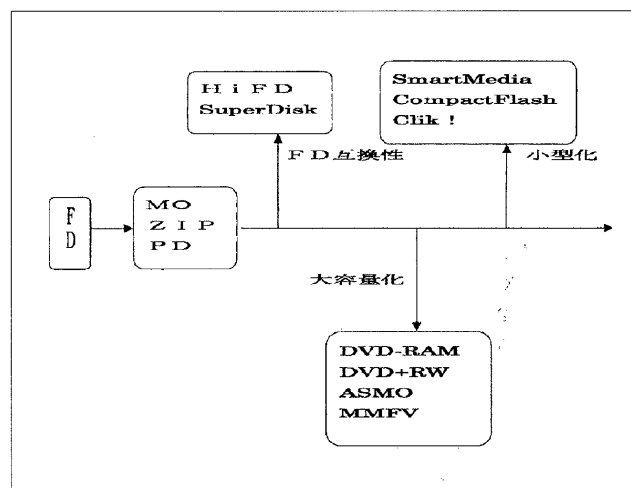 ＨｉＦＤ
SuperDisk
SmartMedia
CompactFlash
Clik！
ＦＤ互換性
小型化
ＦＤ
ＭＯ
ＺＩＰ
ＰＤ
大容量化
DVD-RAM
DVD+RW
ASMO
MMFV